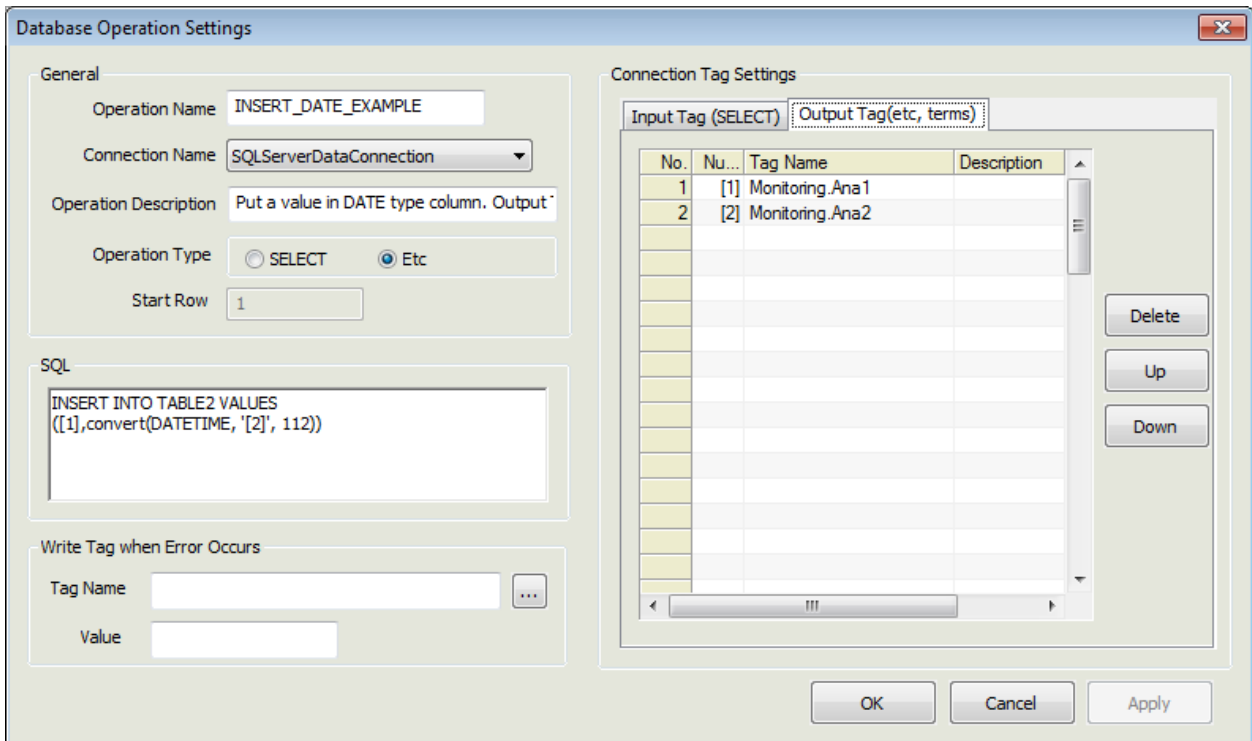 Database Operation Settings
General
Operation Name INSERT_DATE_EXAMPLE
Connection Name SQLServerDataConnection
Operation Description Put a value in DATE type column. Output
Operation Type SELECT Etc
Start Row 1
SQL
INSERT INTO TABLE2 VALUES
([1],convert(DATETIME, '[2]', 112))
Write Tag when Error Occurs
Tag Name ...
Value
Connection Tag Settings
Input Tag (SELECT) Output Tag(etc, terms)
No. Nu... Tag Name Description
1 [1] Monitoring.Ana1
2 [2] Monitoring.Ana2
Delete
Up
Down
OK Cancel Apply